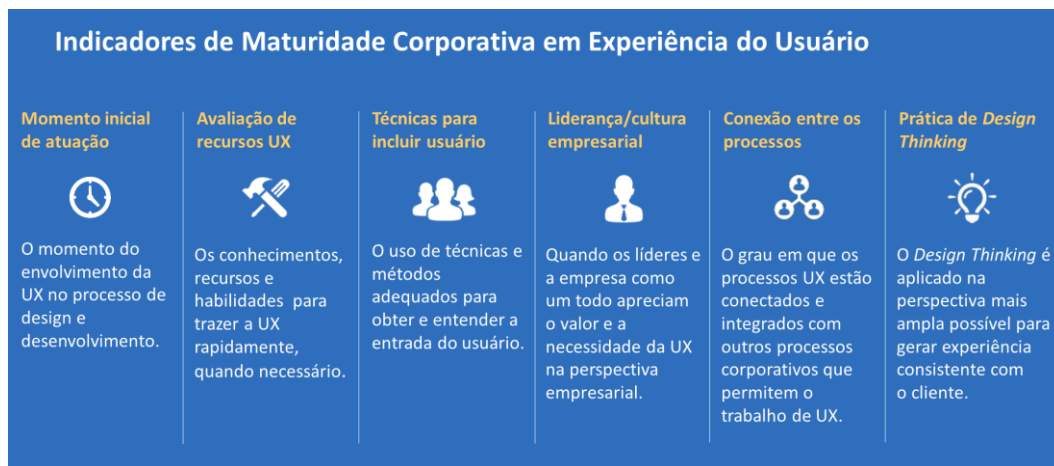 Indicadores de Maturidade Corporativa em Experiência do Usuário
Momento inicial
de atuação
O momento do
envolvimento da
UX no processo de
design e
desenvolvimento.
Avaliação de
recursos UX
Os conhecimentos,
recursos e
habilidades para
trazer a UX
rapidamente,
quando necessário.
Técnicas para
incluir usuário
O uso de técnicas e
métodos
adequados para
obter e entender a
entrada do usuário.
Liderança/cultura
empresarial
Quando os líderes e
a empresa como
um todo apreciam
o valor e a
necessidade da UX
na perspectiva
empresarial.
Conexão entre os
processos
O grau em que os
processos UX estão
conectados e
integrados com
outros processos
corporativos que
permitem o
trabalho de UX.
Prática de Design
Thinking
O Design Thinking é
aplicado na
perspectiva mais
ampla possível para
gerar experiência
consistente com
o cliente.